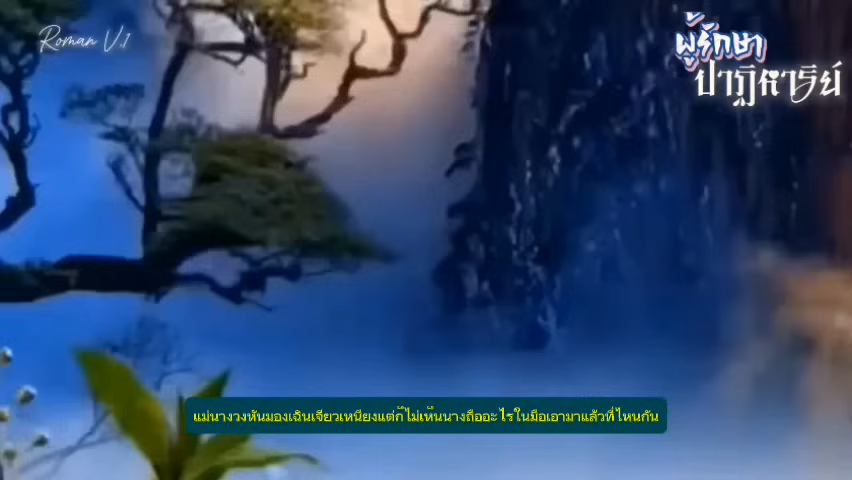 Roman V.1
ผู้รักษา
ปาฏิหาริย์
แม่นางวงหันมองเฉินเจียวเหนียงแต่ก็ไม่เห็นนางถืออะไรในมือเอามาแล้วที่ไหนกัน